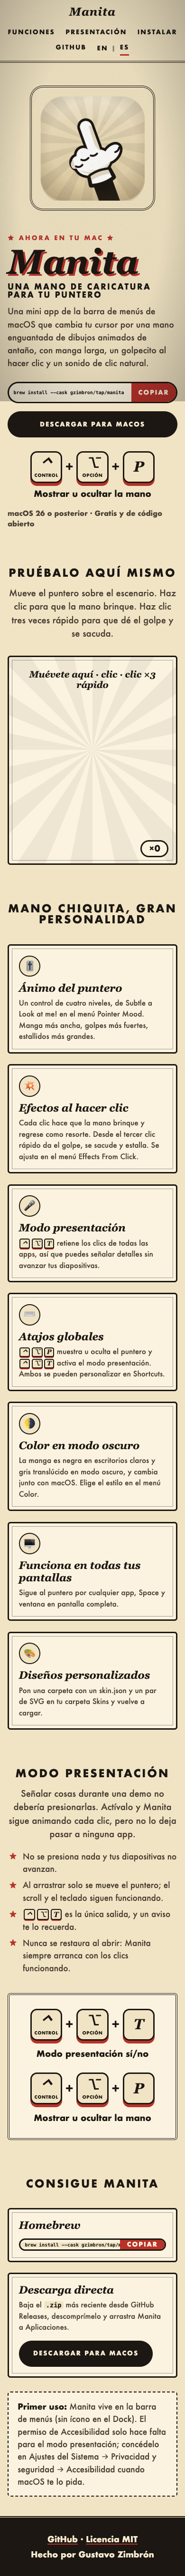 Manita
FUNCIONES PRESENTACIÓN INSTALAR
GITHUB EN | ES
★ AHORA EN TU MAC ★
Manita
UNA MANO DE CARICATURA
PARA TU PUNTERO
Una mini app de la barra de menús de
macOS que cambia tu cursor por una mano
enguantada de dibujos animados de
antaño, con manga larga, un golpecito al
hacer clic y un sonido de clic natural.
brew install --cask gzimbron/tap/manita COPIAR
DESCARGAR PARA MACOS
⌃ CONTROL + ⌥ OPCIÓN + P
Mostrar u ocultar la mano
macOS 26 o posterior · Gratis y de código
abierto
PRUÉBALO AQUÍ MISMO
Mueve el puntero sobre el escenario. Haz
clic para que la mano brinque. Haz clic
tres veces rápido para que dé el golpe y
se sacuda.
Muévete aquí · clic · clic ×3
rápido
×0
MANO CHIQUITA, GRAN
PERSONALIDAD
Ánimo del puntero
Un control de cuatro niveles, de Subtle a
Look at me! en el menú Pointer Mood.
Manga más ancha, golpes más fuertes,
estallidos más grandes.
Efectos al hacer clic
Cada clic hace que la mano brinque y
regrese como resorte. Desde el tercer clic
rápido da el golpe, se sacude y estalla. Se
ajusta en el menú Effects From Click.
Modo presentación
⌃ ⌥ T retiene los clics de todas las
apps, así que puedes señalar detalles sin
avanzar tus diapositivas.
Atajos globales
⌃ ⌥ P muestra u oculta el puntero y
⌃ ⌥ T activa el modo presentación.
Ambos se pueden personalizar en Shortcuts.
Color en modo oscuro
La manga es negra en escritorios claros y
gris translúcido en modo oscuro, y cambia
junto con macOS. Elige el estilo en el menú
Color.
Funciona en todas tus
pantallas
Sigue al puntero por cualquier app, Space y
ventana en pantalla completa.
Diseños personalizados
Pon una carpeta con un skin.json y un par
de SVG en tu carpeta Skins y vuelve a
cargar.
MODO PRESENTACIÓN
Señalar cosas durante una demo no
debería presionarlas. Actívalo y Manita
sigue animando cada clic, pero no lo deja
pasar a ninguna app.
★ No se presiona nada y tus diapositivas no
avanzan.
★ Al arrastrar solo se mueve el puntero; el
scroll y el teclado siguen funcionando.
★ ⌃ ⌥ T es la única salida, y un aviso
te lo recuerda.
★ Nunca se restaura al abrir: Manita
siempre arranca con los clics
funcionando.
⌃ CONTROL + ⌥ OPCIÓN + T
Modo presentación sí/no
⌃ CONTROL + ⌥ OPCIÓN + P
Mostrar u ocultar la mano
CONSIGUE MANITA
Homebrew
brew install --cask gzimbron/tap/m COPIAR
Descarga directa
Baja el .zip más reciente desde GitHub
Releases, descomprímelo y arrastra Manita
a Aplicaciones.
DESCARGAR PARA MACOS
Primer uso: Manita vive en la barra
de menús (sin ícono en el Dock). El
permiso de Accesibilidad solo hace falta
para el modo presentación; concédelo
en Ajustes del Sistema → Privacidad y
seguridad → Accesibilidad cuando
macOS te lo pida.
GitHub · Licencia MIT
Hecho por Gustavo Zimbrón